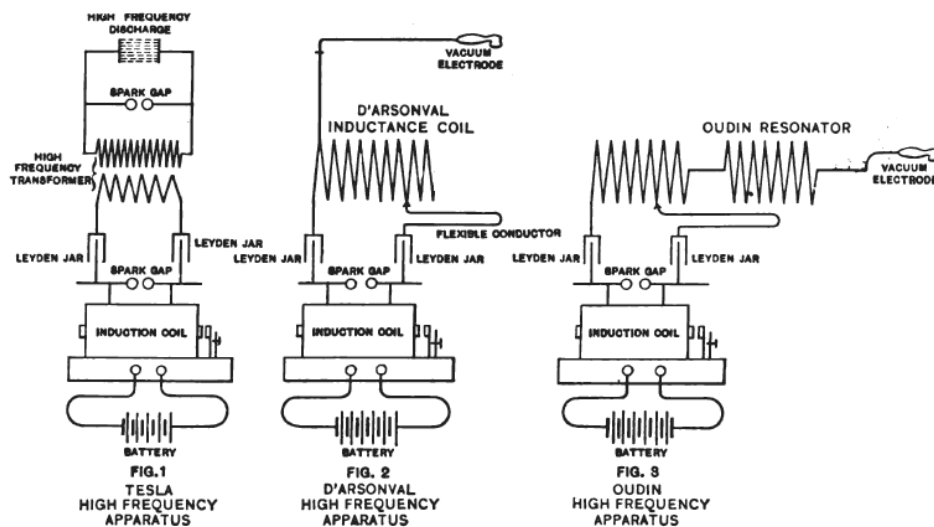 HIGH FREQUENCY
DISCHARGE
SPARK GAP
HIGH
FREQUENCY
TRANSFORMER
LEYDEN JAR
LEYDEN JAR
SPARK GAP
INDUCTION COIL
BATTERY
FIG.1
TESLA
HIGH FREQUENCY
APPARATUS
VACUUM
ELECTRODE
D'ARSONVAL
INDUCTANCE COIL
FLEXIBLE CONDUCTOR
LEYDEN JAR
LEYDEN JAR
SPARK GAP
INDUCTION COIL
BATTERY
FIG. 2
D'ARSONVAL
HIGH FREQUENCY
APPARATUS
OUDIN RESONATOR
VACUUM
ELECTRODE
LEYDEN JAR
LEYDEN JAR
SPARK GAP
INDUCTION COIL
BATTERY
FIG. 3
OUDIN
HIGH FREQUENCY
APPARATUS